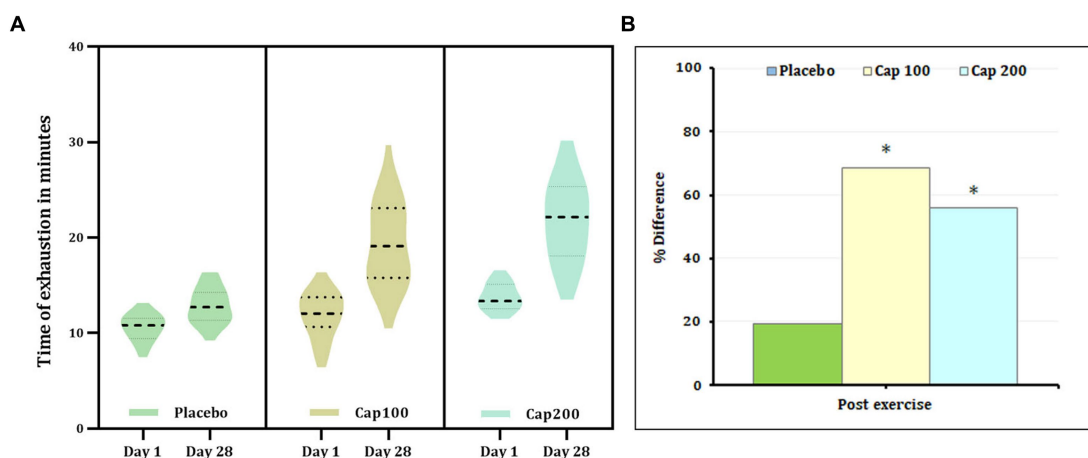 A
Time of exhaustion in minutes
40
30
20
10
0
Placebo
Cap100
Cap200
Day 1 Day 28 Day 1 Day 28 Day 1 Day 28
B
% Difference
100
80
60
40
20
0
Placebo Cap 100 Cap 200
*
*
Post exercise